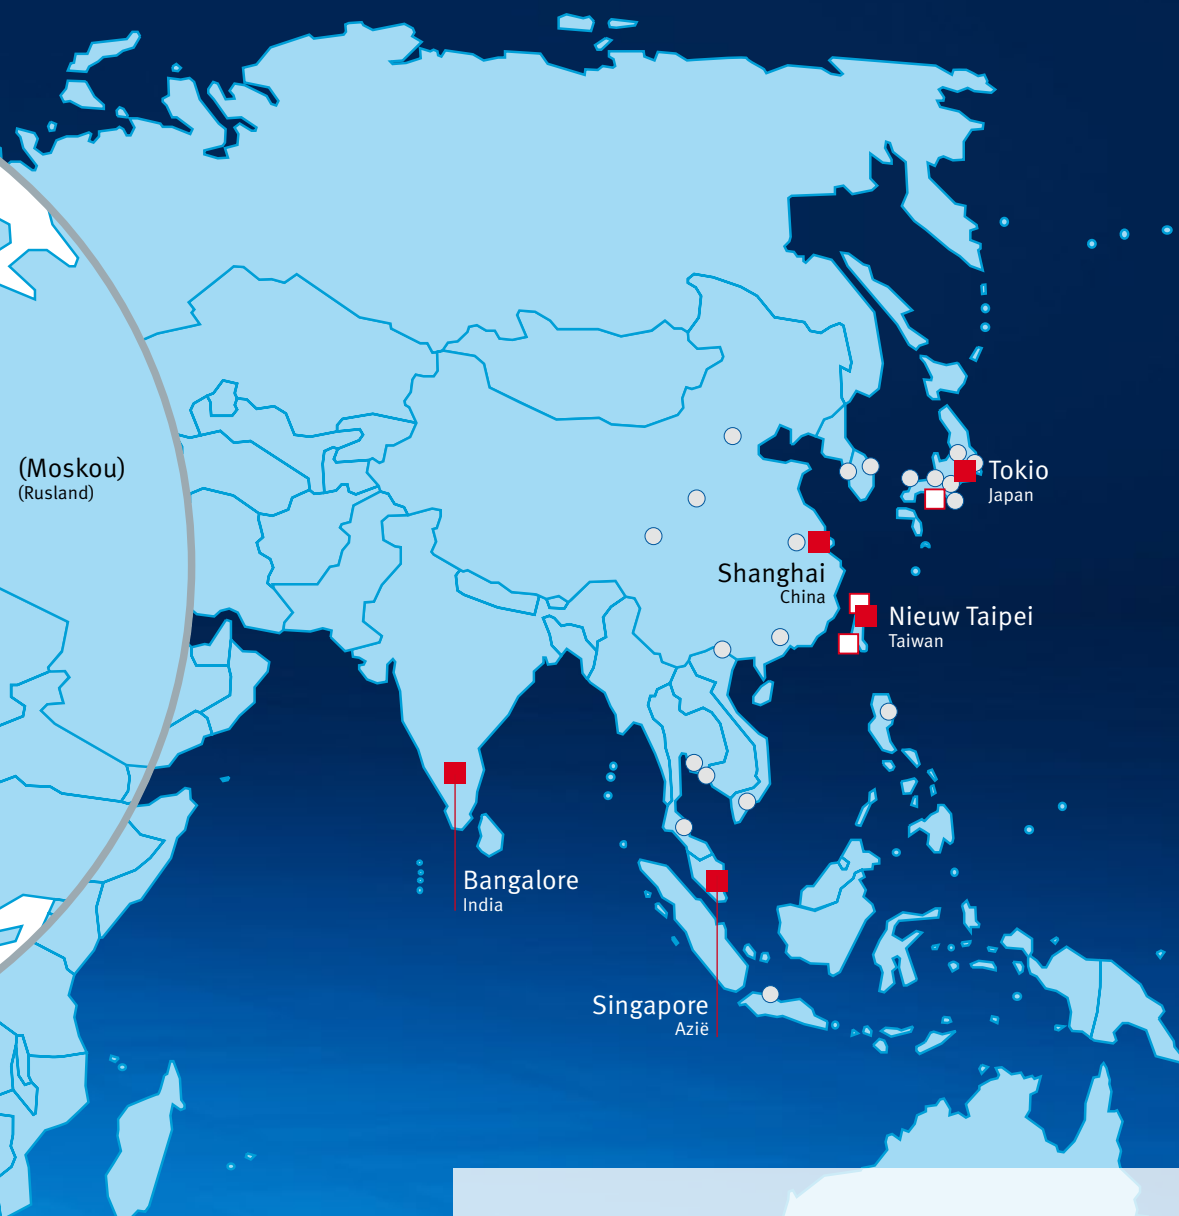 (Moskou)
(Rusland)
Tokio
Japan
Shanghai
China
Nieuw Taipei
Taiwan
Bangalore
India
Singapore
Azië